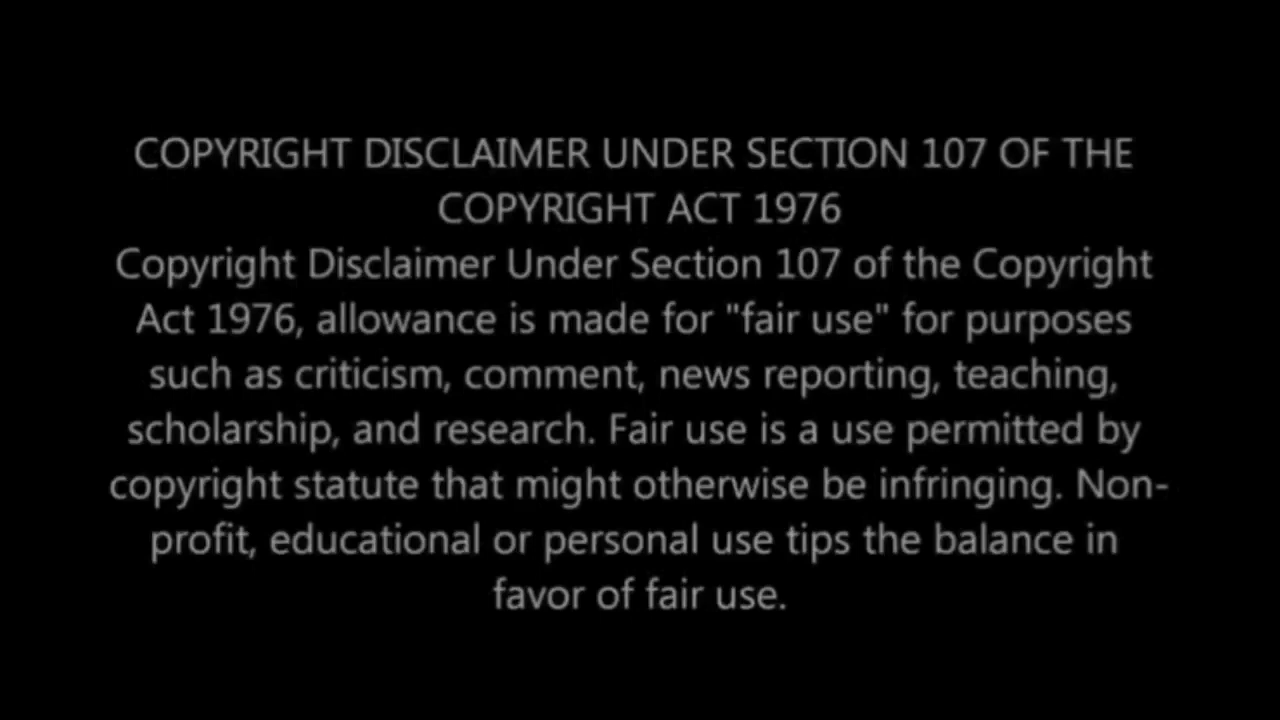 COPYRIGHT DISCLAIMER UNDER SECTION 107 OF THE
COPYRIGHT ACT 1976
Copyright Disclaimer Under Section 107 of the Copyright
Act 1976, allowance is made for "fair use" for purposes
such as criticism, comment, news reporting, teaching,
scholarship, and research. Fair use is a use permitted by
copyright statute that might otherwise be infringing. Non-
profit, educational or personal use tips the balance in
favor of fair use.